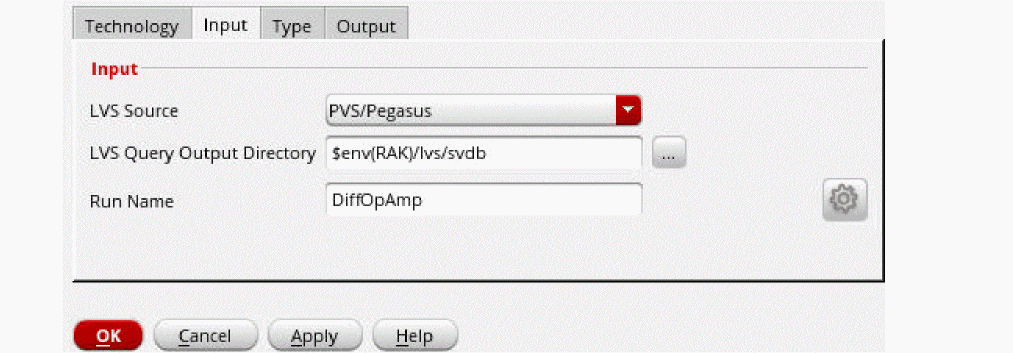 Technology Input Type Output
Input
LVS Source PVS/Pegasus
LVS Query Output Directory $env(RAK)/lvs/svdb ...
Run Name DiffOpAmp
OK Cancel Apply Help